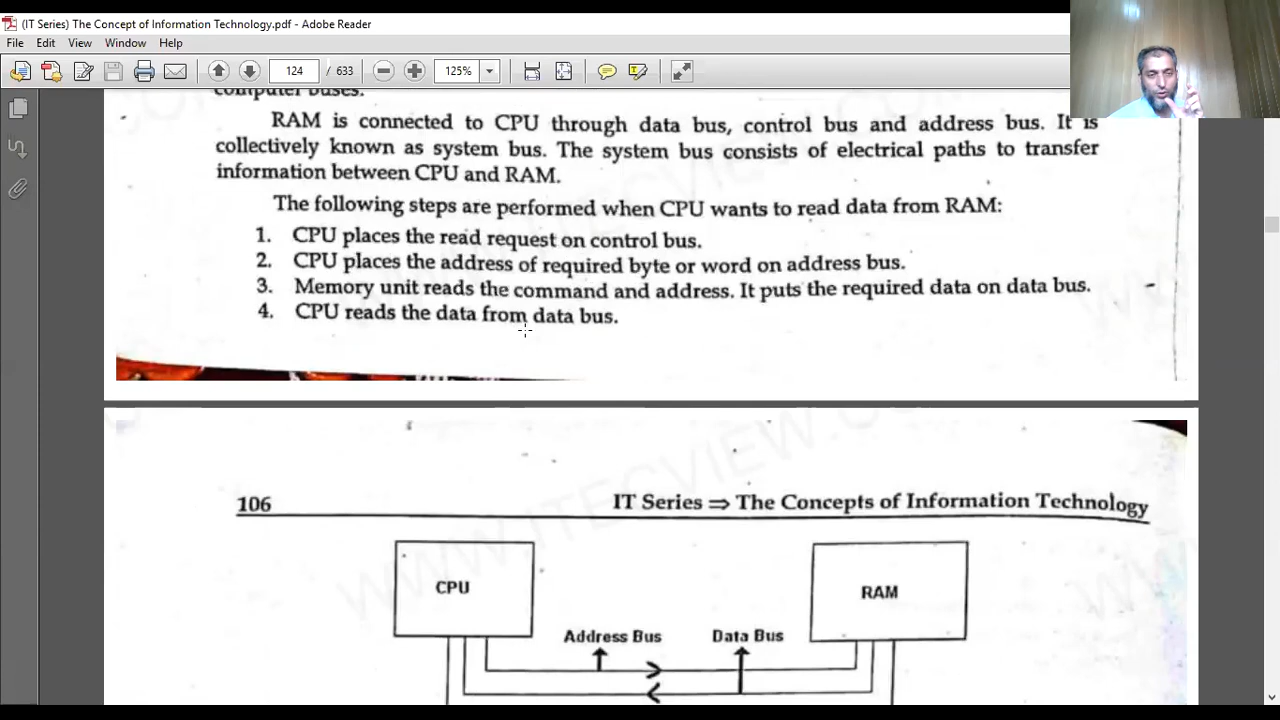 (IT Series) The Concept of Information Technology.pdf - Adobe Reader
File Edit View Window Help
124 / 633 125%
computer buses.
RAM is connected to CPU through data bus, control bus and address bus. It is
collectively known as system bus. The system bus consists of electrical paths to transfer
information between CPU and RAM.
The following steps are performed when CPU wants to read data from RAM:
1. CPU places the read request on control bus.
2. CPU places the address of required byte or word on address bus.
3. Memory unit reads the command and address. It puts the required data on data bus.
4. CPU reads the data from data bus.
106 IT Series ⇒ The Concepts of Information Technology
CPU RAM
Address Bus Data Bus